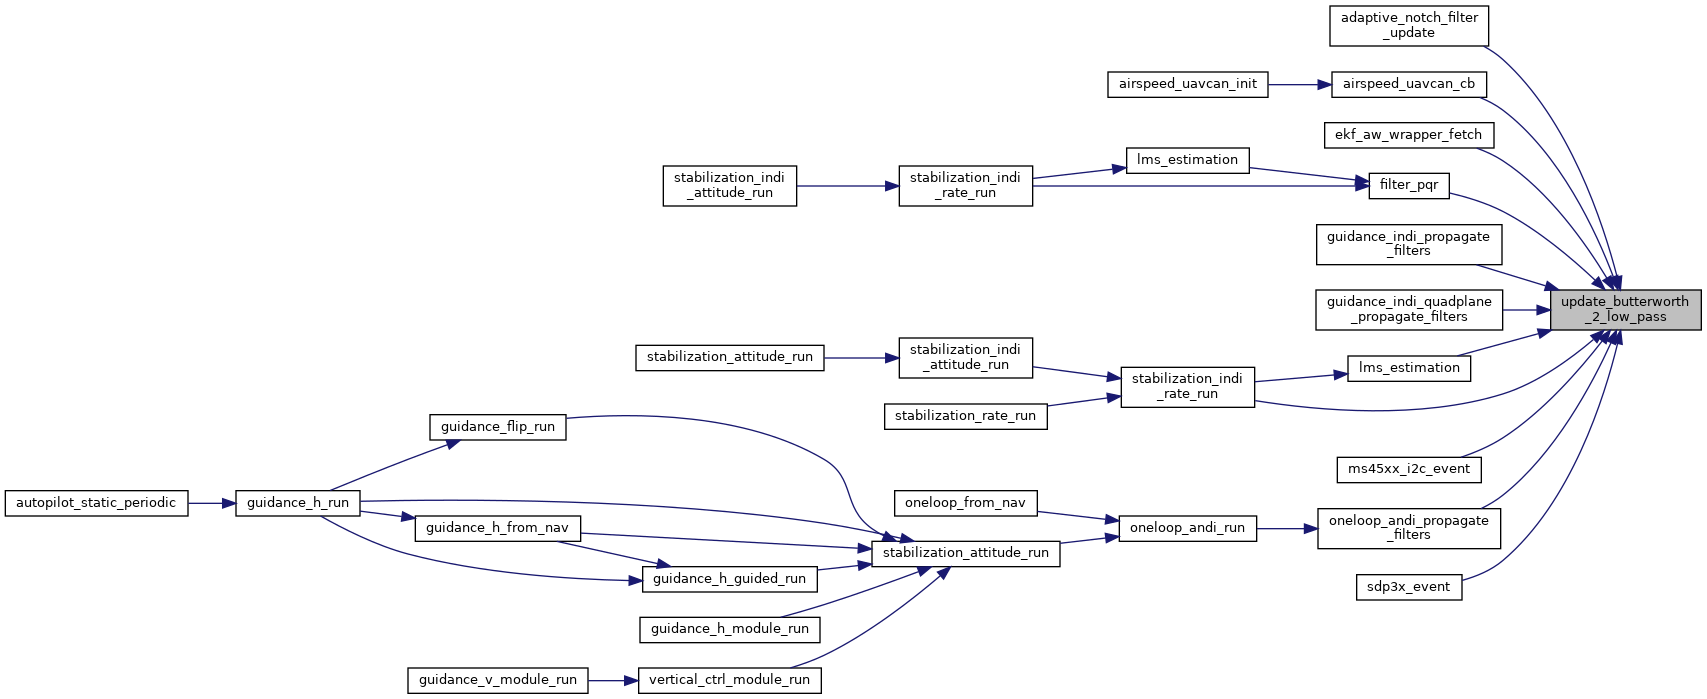 adaptive_notch_filter
_update
airspeed_uavcan_init
airspeed_uavcan_cb
ekf_aw_wrapper_fetch
lms_estimation
stabilization_indi
_attitude_run
stabilization_indi
_rate_run
filter_pqr
guidance_indi_propagate
_filters
guidance_indi_quadplane
_propagate_filters
update_butterworth
_2_low_pass
stabilization_attitude_run
stabilization_indi
_attitude_run
lms_estimation
stabilization_indi
_rate_run
stabilization_rate_run
guidance_flip_run
ms45xx_i2c_event
autopilot_static_periodic
guidance_h_run
oneloop_from_nav
guidance_h_from_nav
oneloop_andi_run
oneloop_andi_propagate
_filters
stabilization_attitude_run
guidance_h_guided_run
sdp3x_event
guidance_h_module_run
guidance_v_module_run
vertical_ctrl_module_run